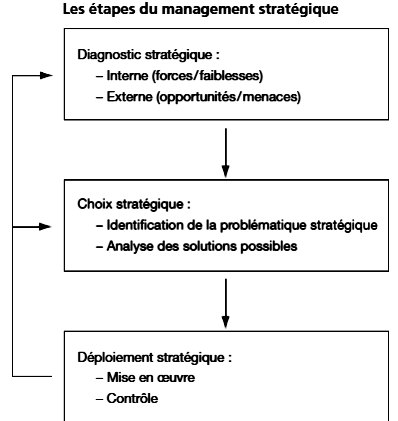 Les étapes du management stratégique
Diagnostic stratégique :
– Interne (forces/faiblesses)
– Externe (opportunités/menaces)
Choix stratégique :
– Identification de la problématique stratégique
– Analyse des solutions possibles
Déploiement stratégique :
– Mise en œuvre
– Contrôle